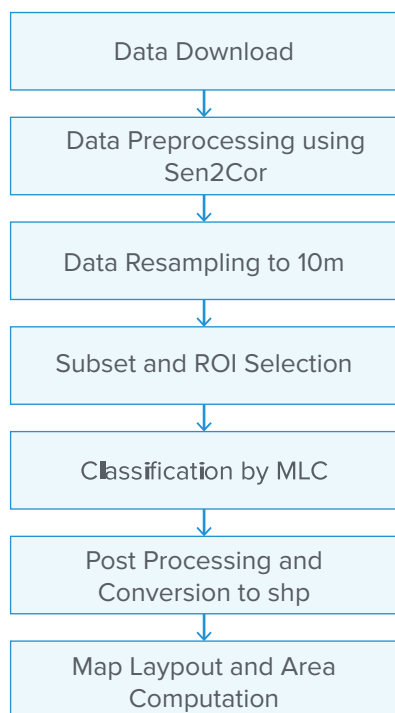 Data Download
Data Preprocessing using
Sen2Cor
Data Resampling to 10m
Subset and ROI Selection
Classification by MLC
Post Processing and
Conversion to shp
Map Laypout and Area
Computation